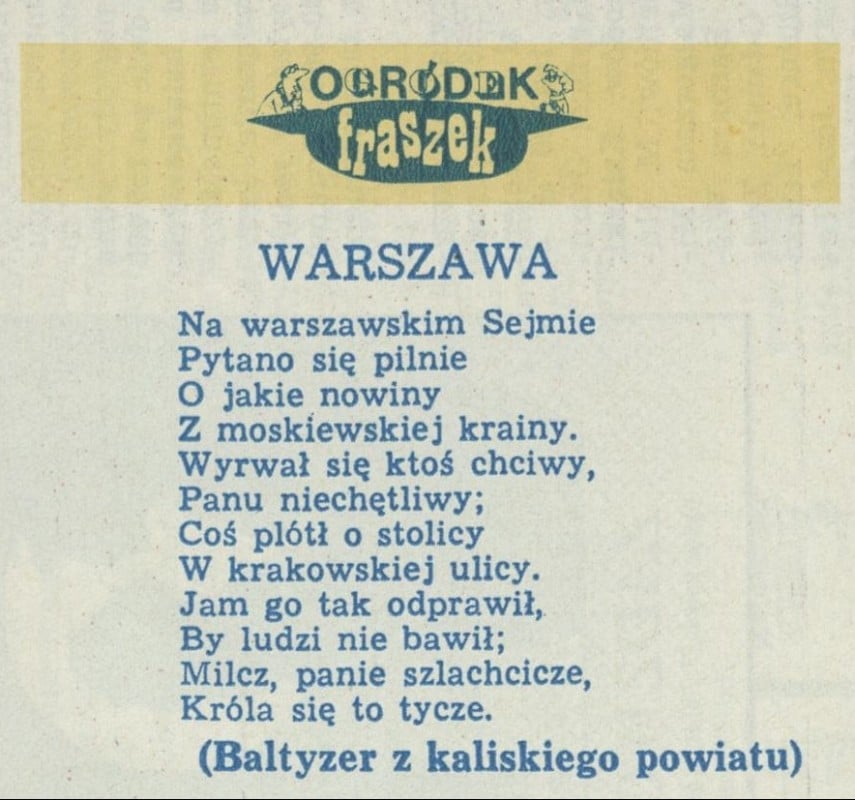 OGRÓDEK
fraszek
WARSZAWA
Na warszawskim Sejmie
Pytano się pilnie
O jakie nowiny
Z moskiewskiej krainy.
Wyrwał się ktoś chciwy,
Panu niechętliwy;
Coś plótł o stolicy
W krakowskiej ulicy.
Jam go tak odprawił,
By ludzi nie bawił;
Milcz, panie szlachcicze,
Króla się to tycze.
(Baltyzer z kaliskiego powiatu)